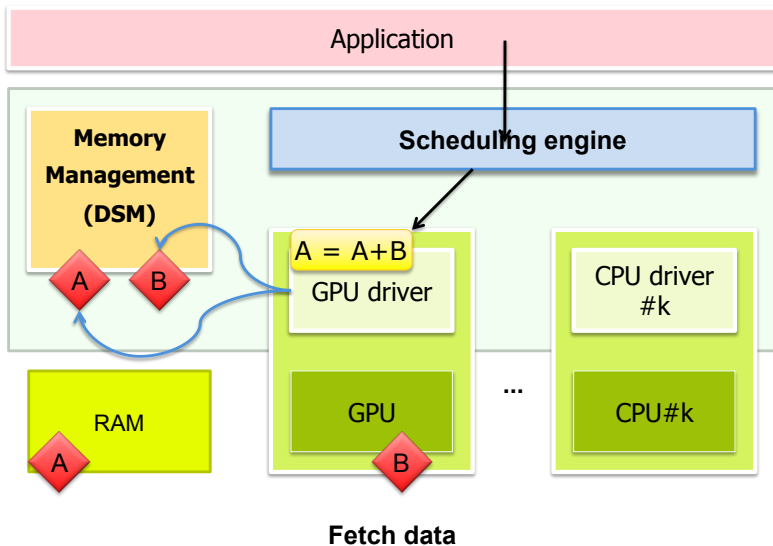 Application
Memory
Management
(DSM)
Scheduling engine
A
B
A = A+B
GPU driver
CPU driver
#k
RAM
A
GPU
B
...
CPU#k
Fetch data